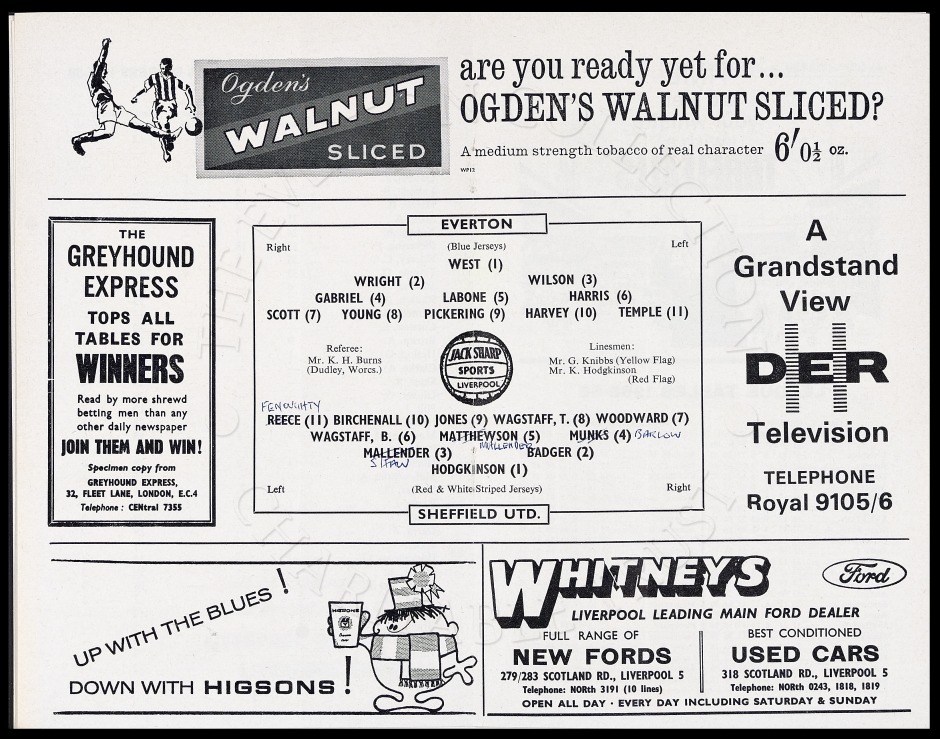 Ogden's
WALNUT
SLICED
are you ready yet for...
OGDEN'S WALNUT SLICED?
A medium strength tobacco of real character 6'0½ oz.
WP12
THE
GREYHOUND
EXPRESS
TOPS ALL
TABLES FOR
WINNERS
Read by more shrewd
betting men than any
other daily newspaper
JOIN THEM AND WIN!
Specimen copy from
GREYHOUND EXPRESS,
32, FLEET LANE, LONDON, E.C.4
Telephone : CENtral 7355
EVERTON
Right (Blue Jerseys) Left
WEST (1)
WRIGHT (2) WILSON (3)
GABRIEL (4) LABONE (5) HARRIS (6)
SCOTT (7) YOUNG (8) PICKERING (9) HARVEY (10) TEMPLE (11)
Referee:
Mr. K. H. Burns
(Dudley, Worcs.)
JACK SHARP
SPORTS
LIVERPOOL
Linesmen:
Mr. G. Knibbs (Yellow Flag)
Mr. K. Hodgkinson
(Red Flag)
FENOUGHTY
REECE (11) BIRCHENALL (10) JONES (9) WAGSTAFF, T. (8) WOODWARD (7)
WAGSTAFF, B. (6) MATTHEWSON (5) MUNKS (4) BARLOW
MALLENDER
MALLENDER (3) BADGER (2)
SHAW
HODGKINSON (1)
Left (Red & White Striped Jerseys) Right
SHEFFIELD UTD.
A
Grandstand
View
DER
Television
TELEPHONE
Royal 9105/6
UP WITH THE BLUES !
DOWN WITH HIGSONS !
HIGSONS
WHITNEYS
Ford
LIVERPOOL LEADING MAIN FORD DEALER
FULL RANGE OF
NEW FORDS
279/283 SCOTLAND RD., LIVERPOOL 5
Telephone: NORth 3191 (10 lines)
BEST CONDITIONED
USED CARS
318 SCOTLAND RD., LIVERPOOL 5
Telephone: NORth 0243, 1818, 1819
OPEN ALL DAY · EVERY DAY INCLUDING SATURDAY & SUNDAY